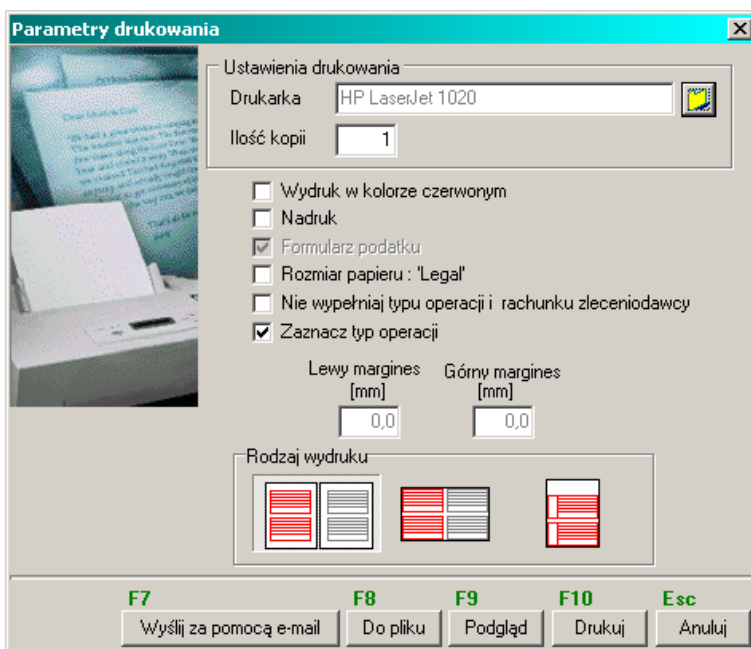 Parametry drukowania
Ustawienia drukowania
Drukarka HP LaserJet 1020
Ilość kopii 1
Wydruk w kolorze czerwonym
Nadruk
Formularz podatku
Rozmiar papieru : 'Legal'
Nie wypełniaj typu operacji i rachunku zleceniodawcy
Zaznacz typ operacji
Lewy margines Górny margines
[mm] [mm]
0,0 0,0
Rodzaj wydruku
F7 F8 F9 F10 Esc
Wyślij za pomocą e-mail Do pliku Podgląd Drukuj Anuluj